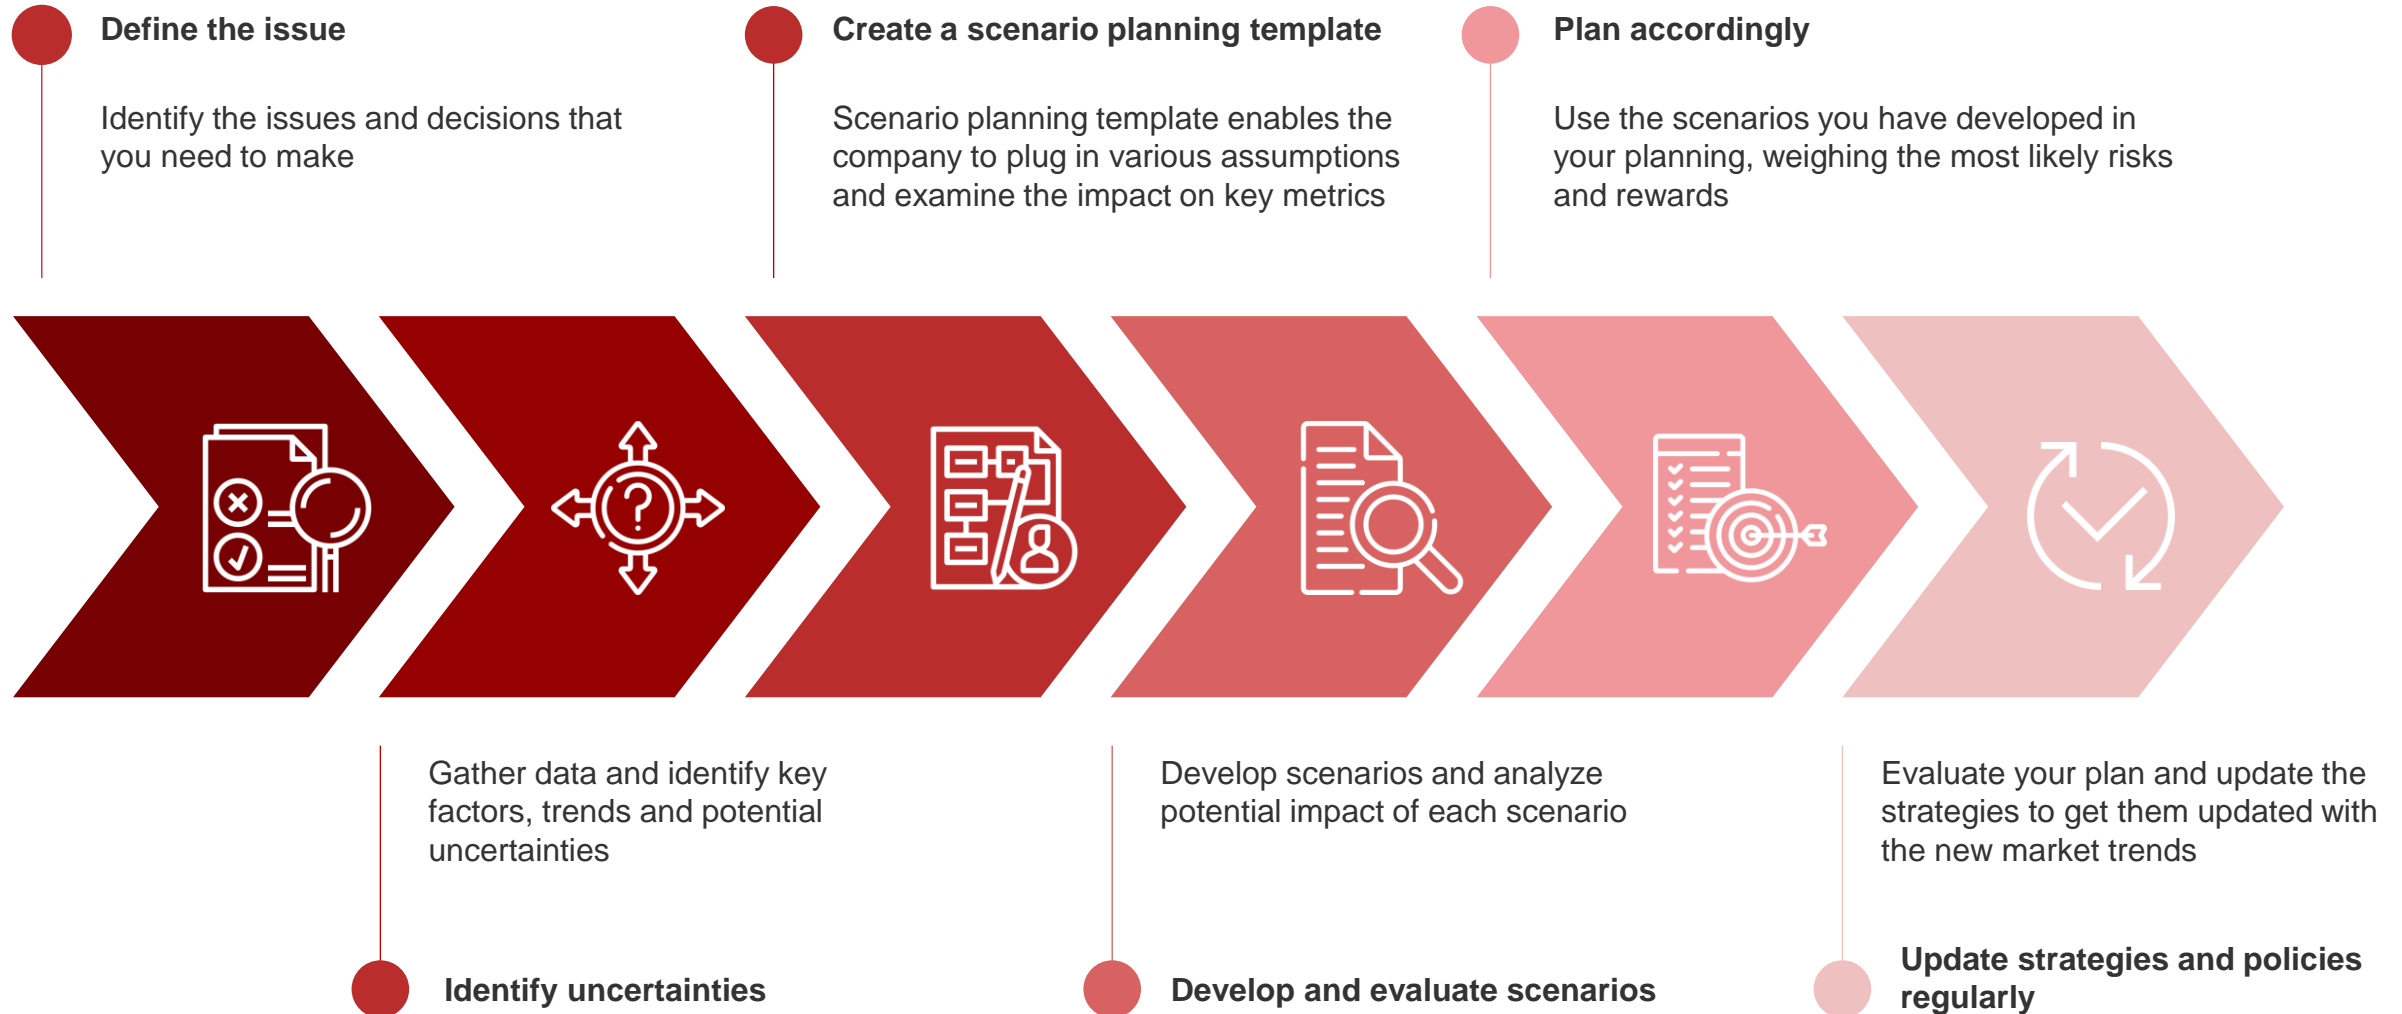 Define the issue
Identify the issues and decisions that
you need to make
Create a scenario planning template
Scenario planning template enables the
company to plug in various assumptions
and examine the impact on key metrics
Plan accordingly
Use the scenarios you have developed in
your planning, weighing the most likely risks
and rewards
Gather data and identify key
factors, trends and potential
uncertainties
Identify uncertainties
Develop scenarios and analyze
potential impact of each scenario
Develop and evaluate scenarios
Evaluate your plan and update the
strategies to get them updated with
the new market trends
Update strategies and policies
regularly